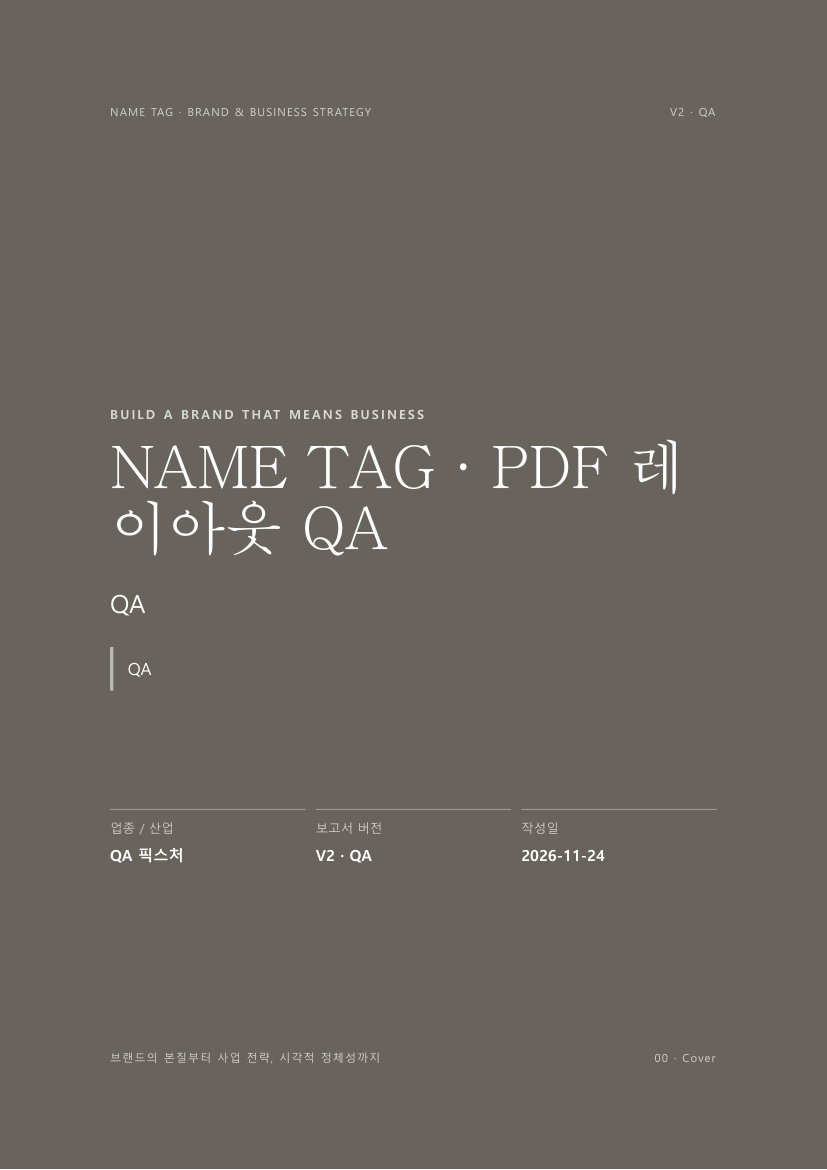 NAME TAG · BRAND & BUSINESS STRATEGY
V2 · QA
BUILD A BRAND THAT MEANS BUSINESS
NAME TAG · PDF 레
이아웃 QA
QA
QA
업종 / 산업
보고서 버전
작성일
QA 픽스처
V2 · QA
2026-11-24
브랜드의 본질부터 사업 전략, 시각적 정체성까지
00 · Cover